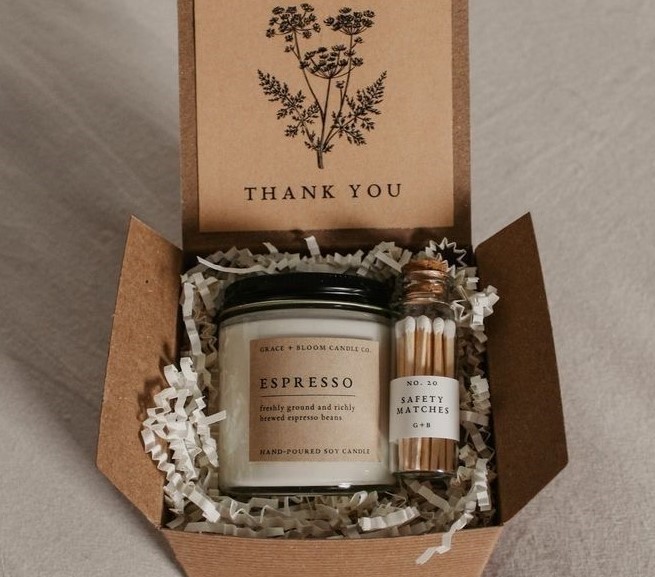 THANK YOU
GRACE + BLOOM CANDLE CO.
ESPRESSO
freshly ground and richly
brewed espresso beans
HAND-POURED SOY CANDLE
NO. 20
SAFETY
MATCHES
G+B